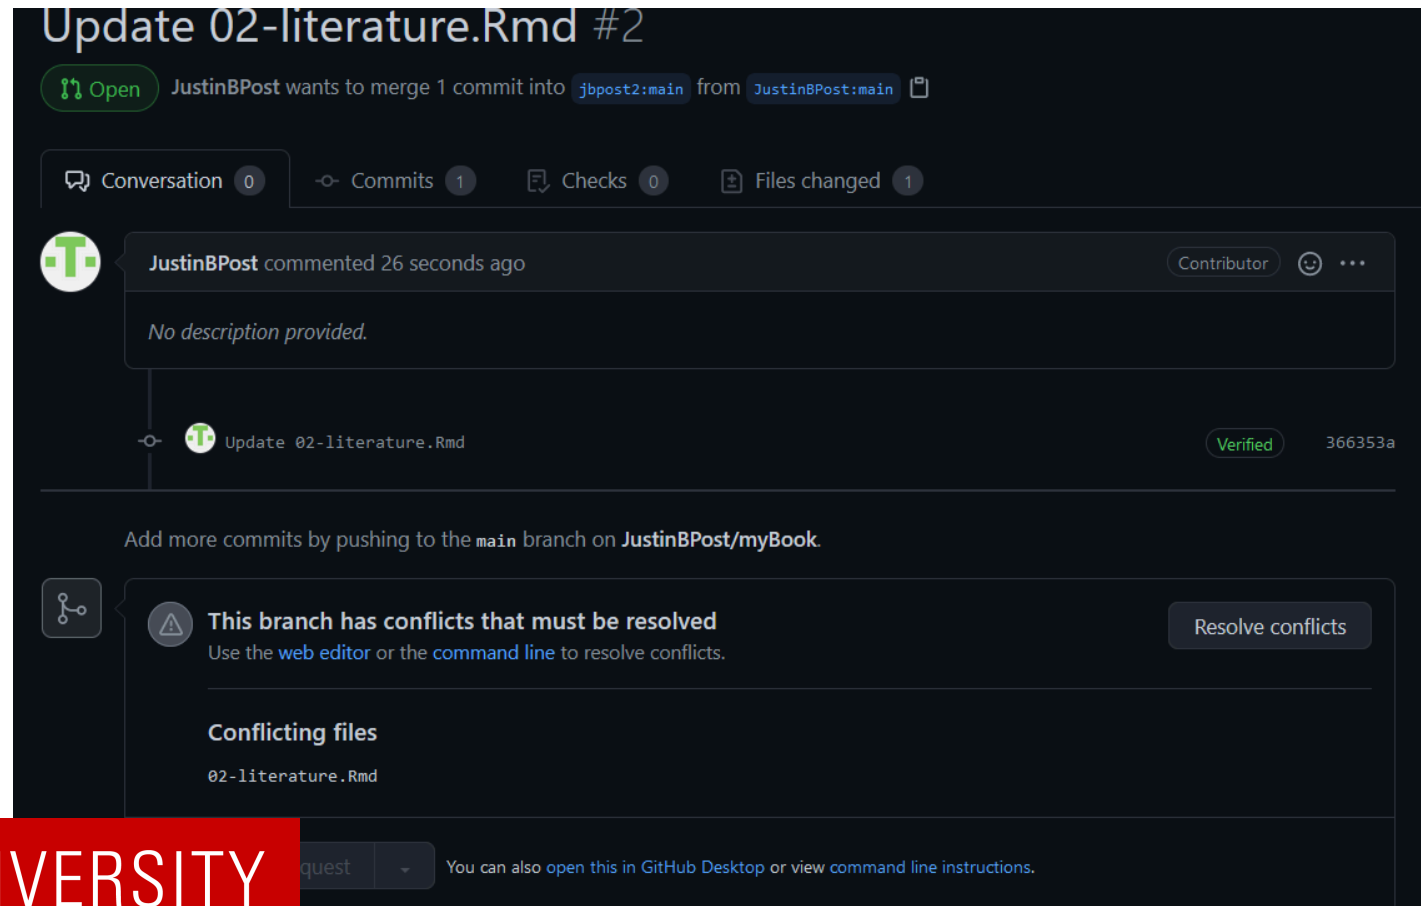 Update 02-literature.Rmd #2
Open JustinBPost wants to merge 1 commit into jbpost2:main from JustinBPost:main
Conversation 0 Commits 1 Checks 0 Files changed 1
JustinBPost commented 26 seconds ago Contributor
No description provided.
Update 02-literature.Rmd Verified 366353a
Add more commits by pushing to the main branch on JustinBPost/myBook.
This branch has conflicts that must be resolved Resolve conflicts
Use the web editor or the command line to resolve conflicts.
Conflicting files
02-literature.Rmd
quest You can also open this in GitHub Desktop or view command line instructions.
VERSITY